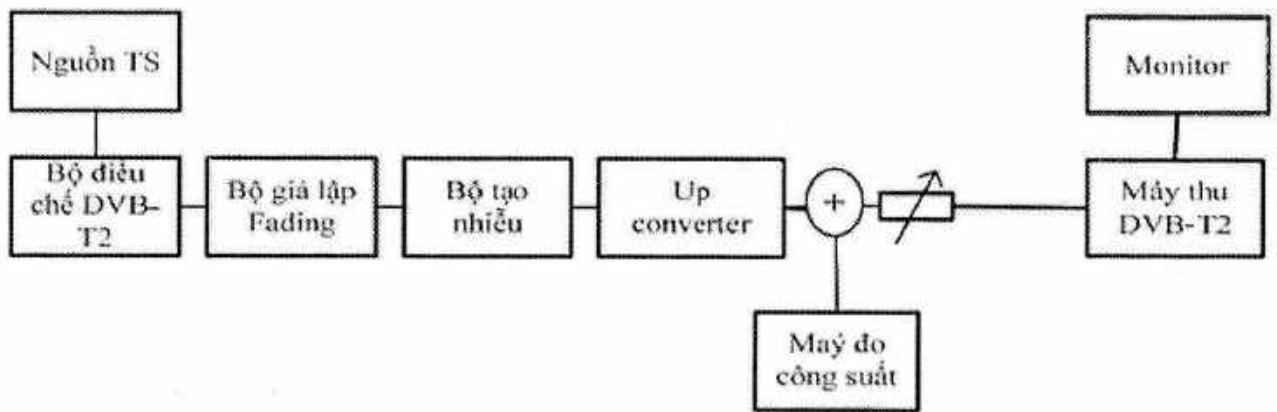 Nguồn TS
Monitor
Bộ điều
chế DVB-
T2
Bộ giả lập
Fading
Bộ tạo
nhiễu
Up
converter
+
Máy thu
DVB-T2
Maý đo
công suất